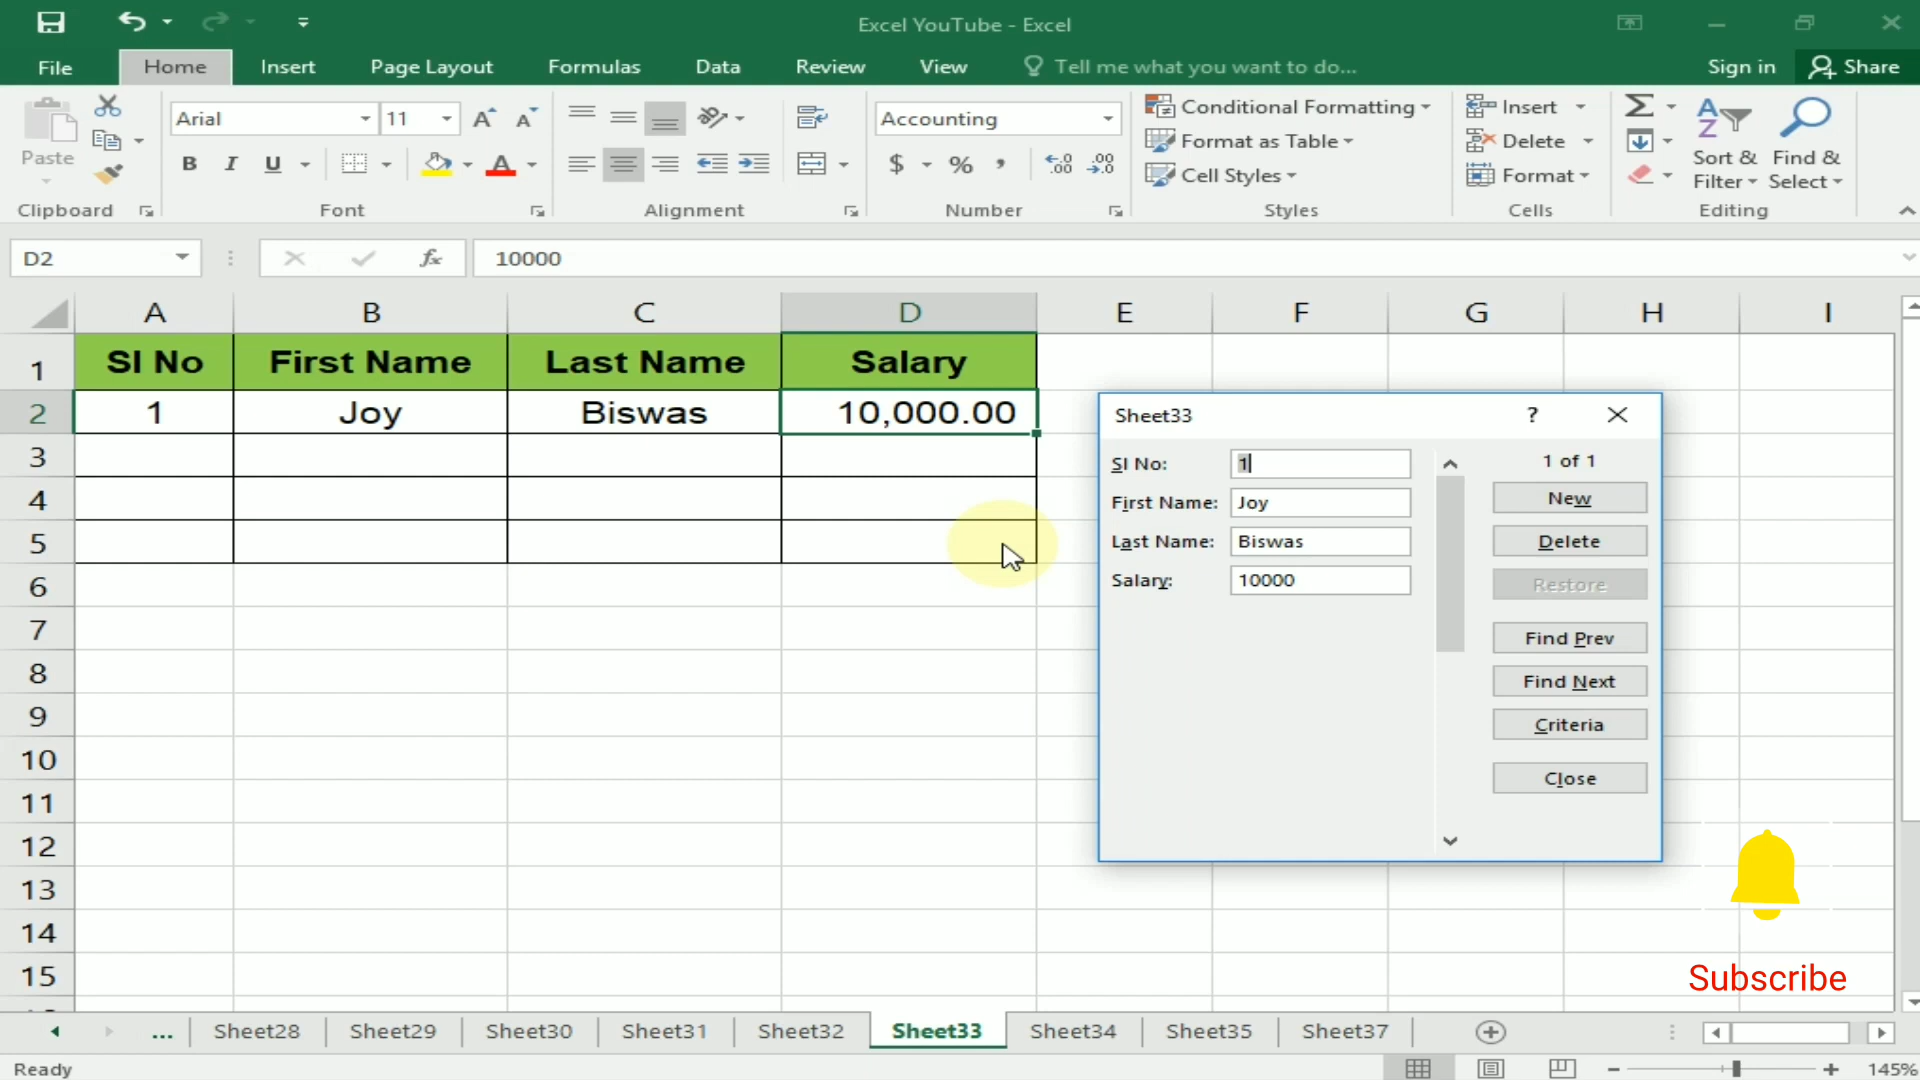 Excel YouTube - Excel
File Home Insert Page Layout Formulas Data Review View Tell me what you want to do... Sign in Share
Paste
Clipboard
Arial 11
B I U A
Font
Alignment
Accounting
$ % ,
Number
Conditional Formatting
Format as Table
Cell Styles
Styles
Insert
Delete
Format
Cells
Sort &
Filter
Find &
Select
Editing
D2 fx 10000
A B C D E F G H I
1 Sl No First Name Last Name Salary
2 1 Joy Biswas 10,000.00
3
4
5
6
7
8
9
10
11
12
13
14
15
Sheet33 ?
Sl No: 1
First Name: Joy
Last Name: Biswas
Salary: 10000
1 of 1
New
Delete
Restore
Find Prev
Find Next
Criteria
Close
Subscribe
... Sheet28 Sheet29 Sheet30 Sheet31 Sheet32 Sheet33 Sheet34 Sheet35 Sheet37
Ready 145%